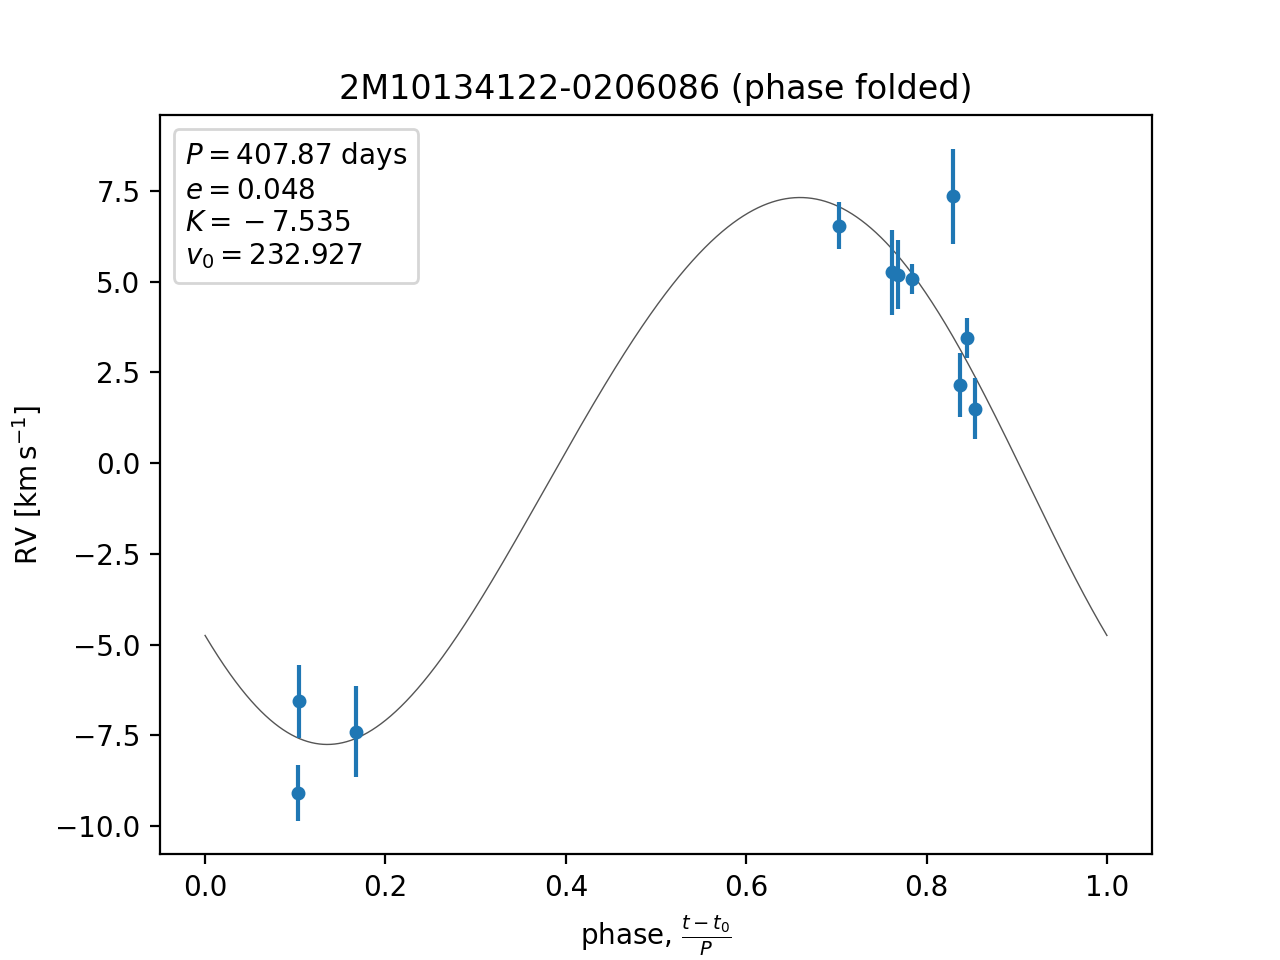 2M10134122-0206086 (phase folded)
P = 407.87 days
e = 0.048
K = −7.535
v₀ = 232.927
RV [km s⁻¹]
7.5
5.0
2.5
0.0
−2.5
−5.0
−7.5
−10.0
0.0 0.2 0.4 0.6 0.8 1.0
phase, (t − t₀)/P